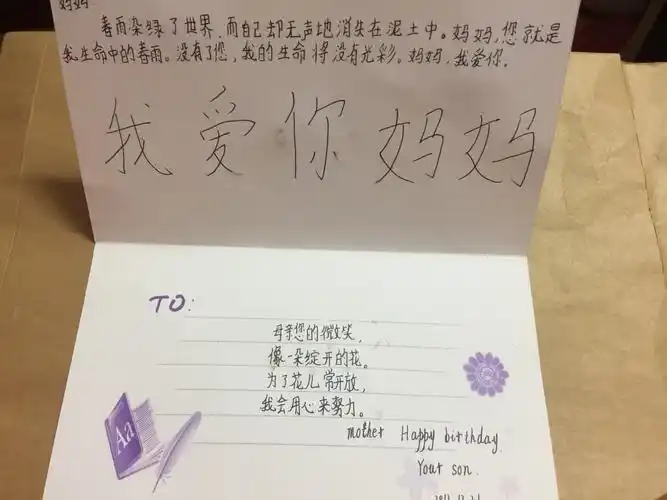 妈妈:
春雨染绿了世界,而自己却无声地消失在泥土中。妈妈,您就是
我生命中的春雨。没有了您,我的生命将没有光彩。妈妈,我爱你.
我爱你妈妈
TO:
母亲您的微笑,
像一朵绽开的花。
为了花儿常开放,
我会用心来努力。
mother Happy birthday.
Your son.
Aa